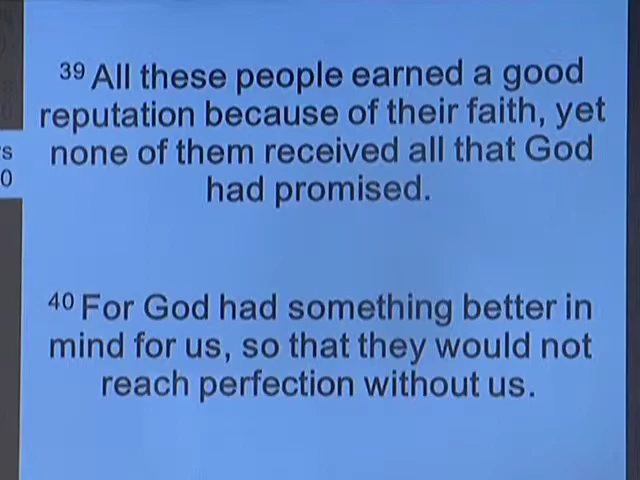 39 All these people earned a good
reputation because of their faith, yet
none of them received all that God
had promised.
40 For God had something better in
mind for us, so that they would not
reach perfection without us.
s
0